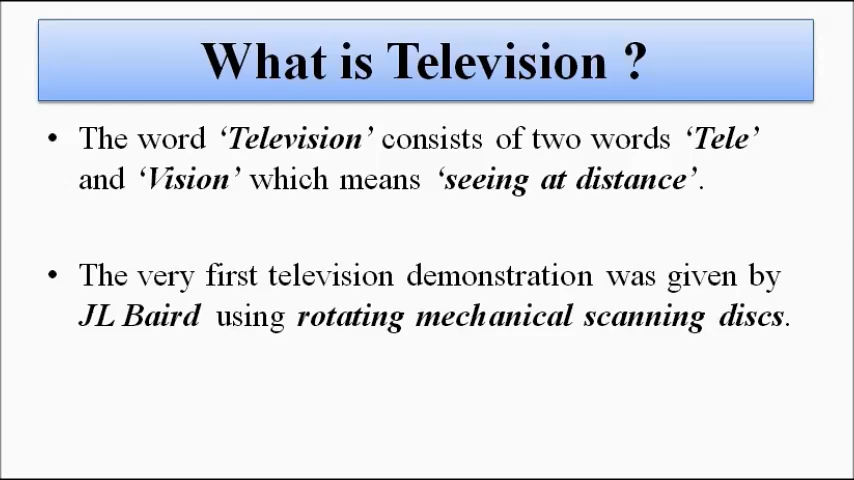 What is Television ?
• The word ‘Television’ consists of two words ‘Tele’
and ‘Vision’ which means ‘seeing at distance’.
• The very first television demonstration was given by
JL Baird using rotating mechanical scanning discs.